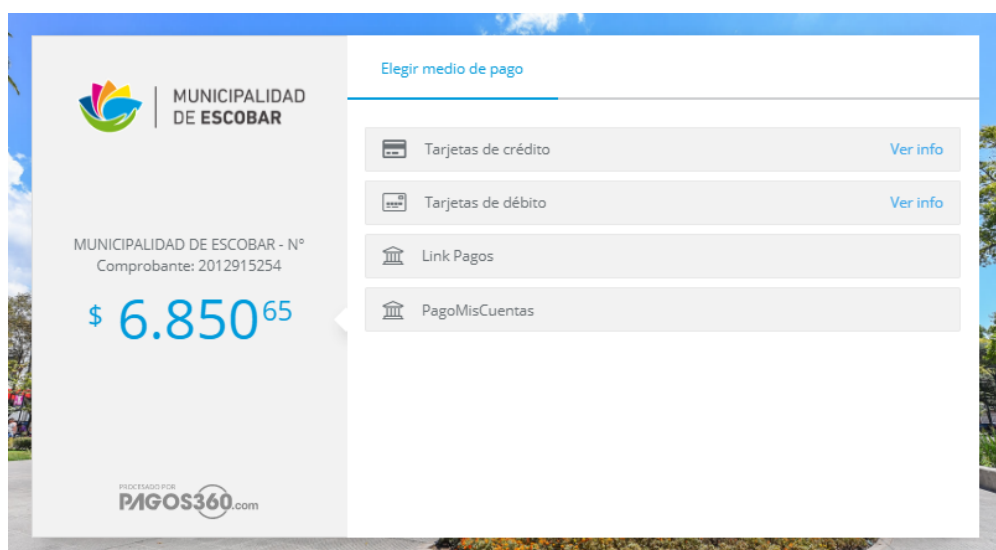 MUNICIPALIDAD
DE ESCOBAR
MUNICIPALIDAD DE ESCOBAR - N°
Comprobante: 2012915254
$ 6.850 65
PROCESADO POR
PAGOS360.com
Elegir medio de pago
Tarjetas de crédito Ver info
Tarjetas de débito Ver info
Link Pagos
PagoMisCuentas